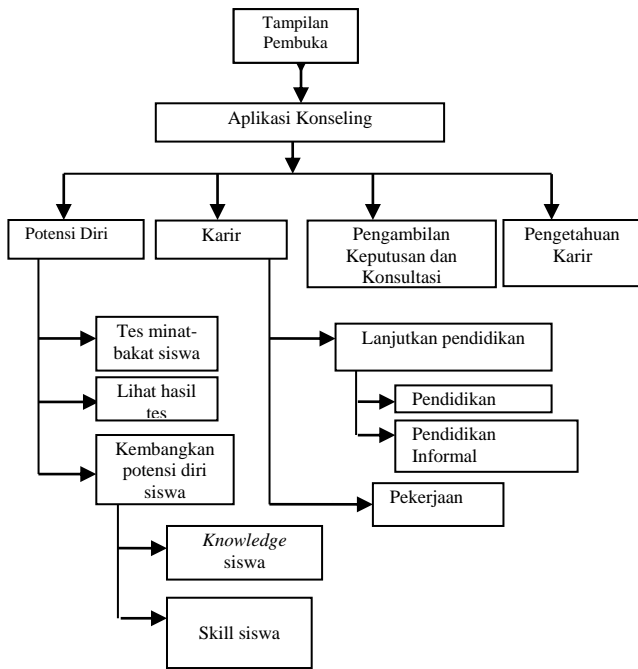 Tampilan
Pembuka
Aplikasi Konseling
Potensi Diri
Karir
Pengambilan
Keputusan dan
Konsultasi
Pengetahuan
Karir
Tes minat-
bakat siswa
Lihat hasil
tes
Kembangkan
potensi diri
siswa
Knowledge
siswa
Skill siswa
Lanjutkan pendidikan
Pendidikan
Pendidikan
Informal
Pekerjaan